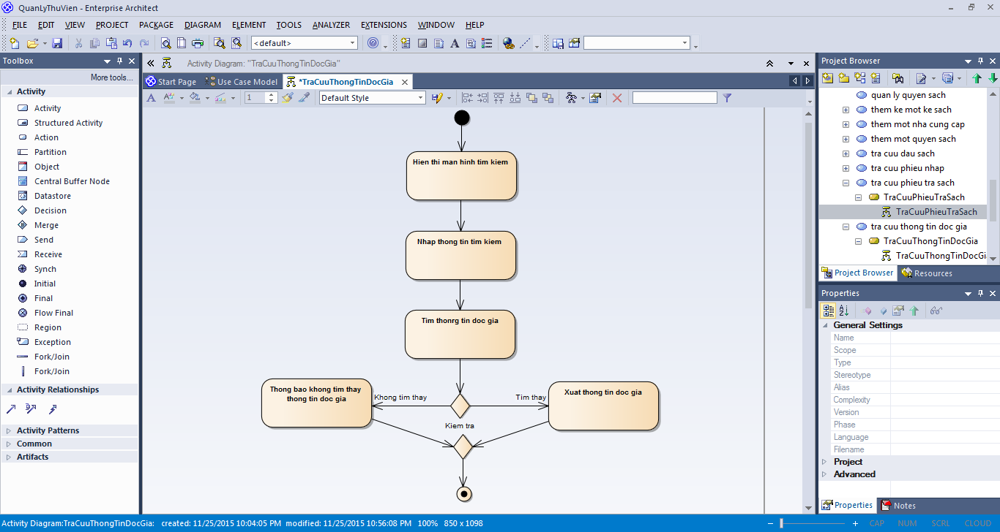 QuanLyThuVien - Enterprise Architect
FILE EDIT VIEW PROJECT PACKAGE DIAGRAM ELEMENT TOOLS ANALYZER EXTENSIONS WINDOW HELP
<default>
Toolbox
More tools...
Activity
Activity
Structured Activity
Action
Partition
Object
Central Buffer Node
Datastore
Decision
Merge
Send
Receive
Synch
Initial
Final
Flow Final
Region
Exception
Fork/Join
Fork/Join
Activity Relationships
Activity Patterns
Common
Artifacts
Activity Diagram: "TraCuuThongTinDocGia"
Start Page Use Case Model *TraCuuThongTinDocGia
1 Default Style
Hien thi man hinh tim kiem
Nhap thong tin tim kiem
Tim thonrg tin doc gia
Thong bao khong tim thay
thong tin doc gia
Khong tim thay
Tim thay
Xuat thong tin doc gia
Kiem tra
Project Browser
quan ly quyen sach
them ke mot ke sach
them mot nha cung cap
them mot quyen sach
tra cuu dau sach
tra cuu phieu nhap
tra cuu phieu tra sach
TraCuuPhieuTraSach
TraCuuPhieuTraSach
tra cuu thong tin doc gia
TraCuuThongTinDocGia
TraCuuThongTinDocGi
Project Browser Resources
Properties
General Settings
Name
Scope
Type
Stereotype
Alias
Complexity
Version
Phase
Language
Filename
Project
Advanced
Properties Notes
Activity Diagram:TraCuuThongTinDocGia: created: 11/25/2015 10:04:05 PM modified: 11/25/2015 10:56:08 PM 100% 850 x 1098
CAP NUM SCRL CLOUD